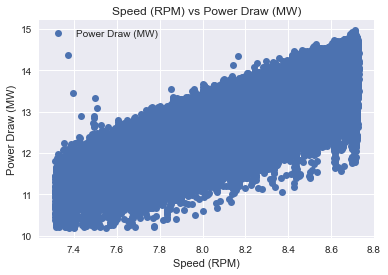 Speed (RPM) vs Power Draw (MW)
Power Draw (MW)
15
14
13
12
11
10
Power Draw (MW)
7.4 7.6 7.8 8.0 8.2 8.4 8.6 8.8
Speed (RPM)